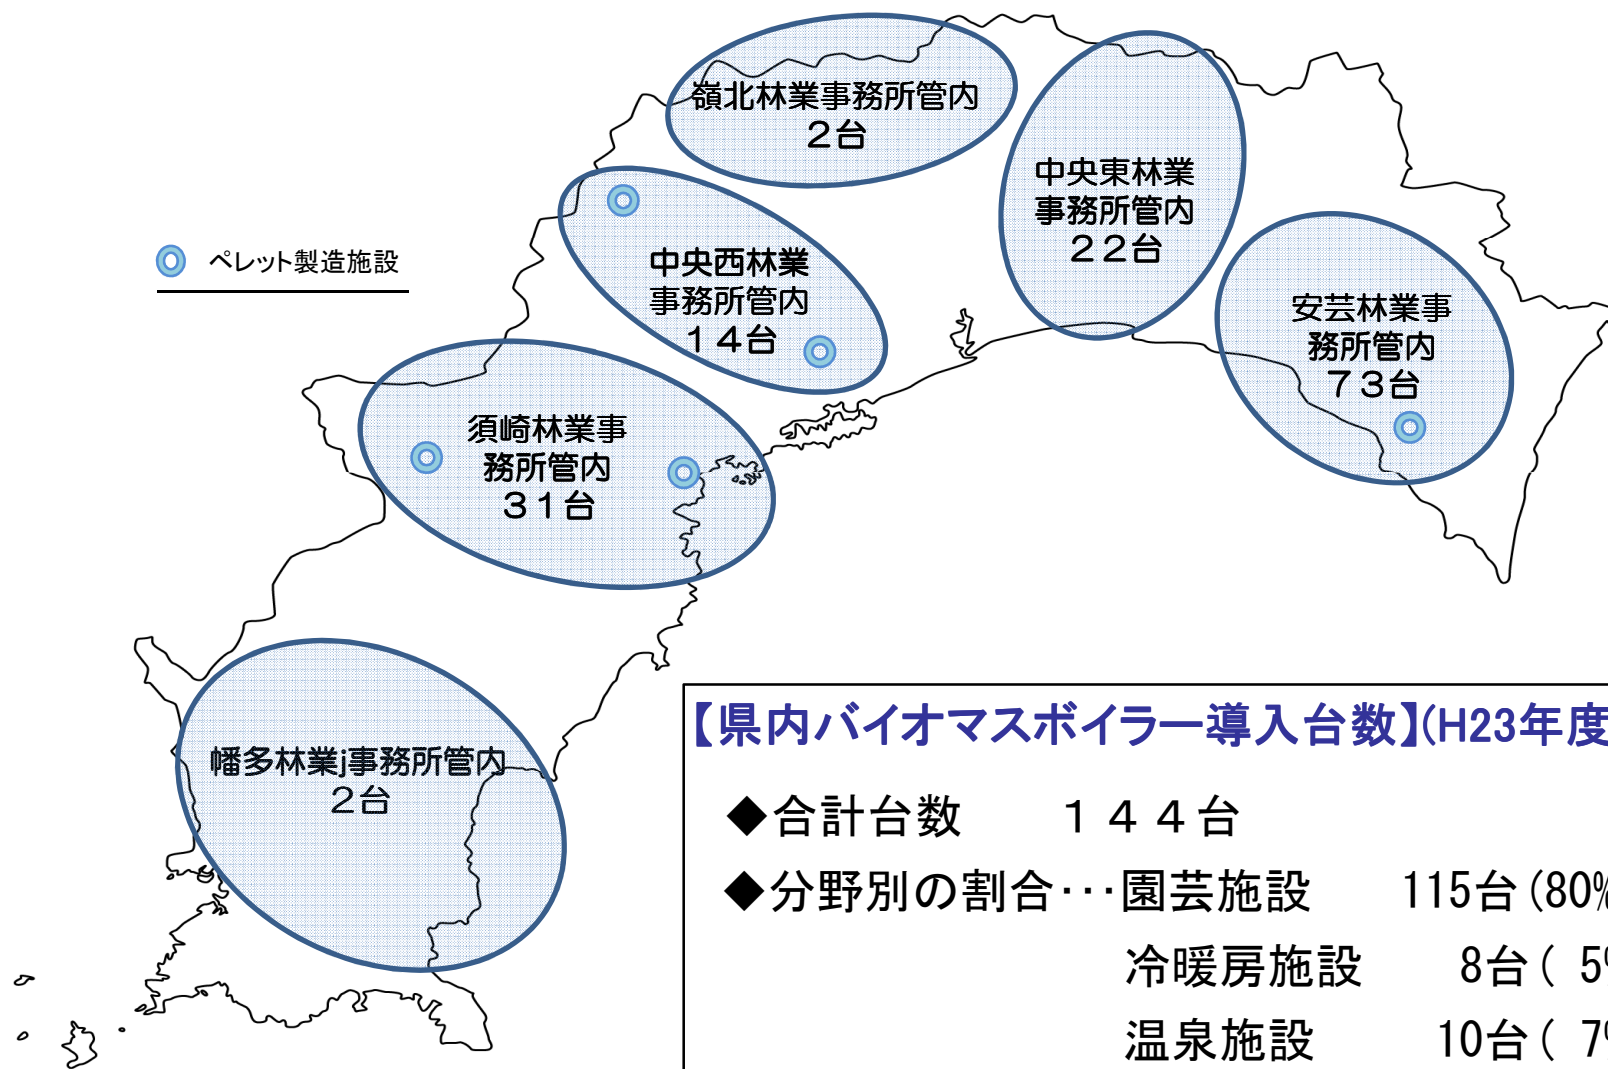 嶺北林業事務所管内
2台
中央東林業
事務所管内
22台
ペレット製造施設
中央西林業
事務所管内
14台
安芸林業事
務所管内
73台
須崎林業事
務所管内
31台
幡多林業j事務所管内
2台
【県内バイオマスボイラー導入台数】(H23年度
◆合計台数 144台
◆分野別の割合･･･園芸施設 115台(80%
冷暖房施設 8台( 5%
温泉施設 10台( 7%